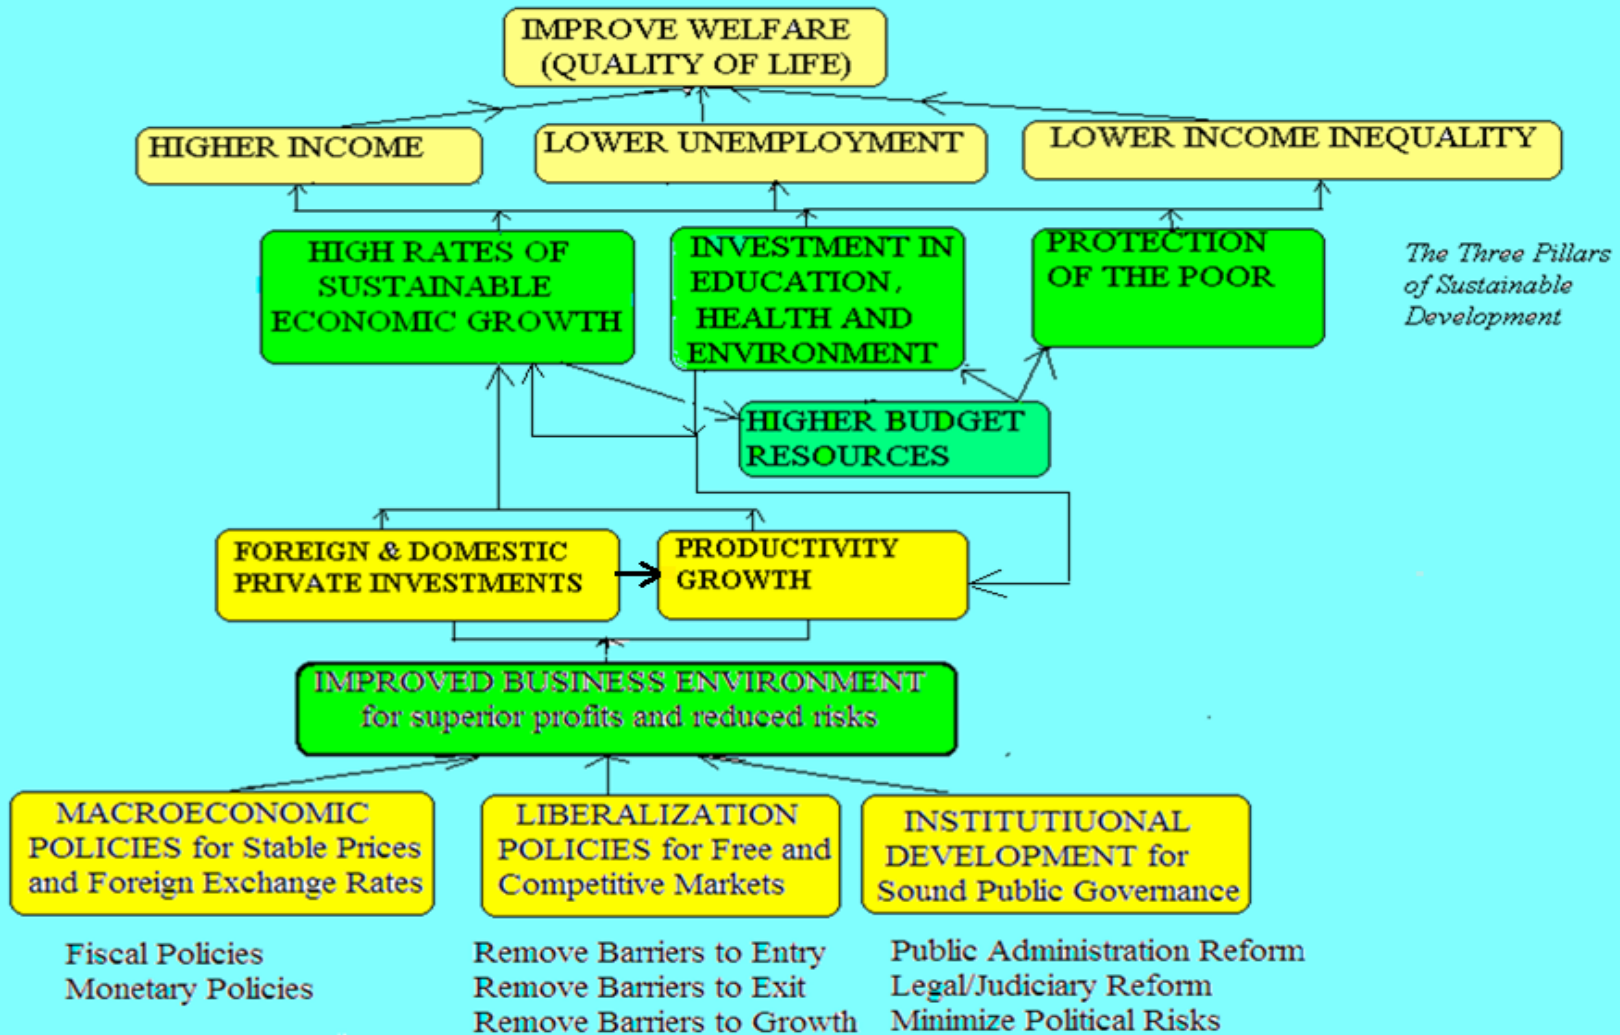 IMPROVE WELFARE
(QUALITY OF LIFE)
HIGHER INCOME
LOWER UNEMPLOYMENT
LOWER INCOME INEQUALITY
HIGH RATES OF
SUSTAINABLE
ECONOMIC GROWTH
INVESTMENT IN
EDUCATION,
HEALTH AND
ENVIRONMENT
PROTECTION
OF THE POOR
The Three Pillars
of Sustainable
Development
HIGHER BUDGET
RESOURCES
FOREIGN & DOMESTIC
PRIVATE INVESTMENTS
PRODUCTIVITY
GROWTH
IMPROVED BUSINESS ENVIRONMENT
for superior profits and reduced risks
MACROECONOMIC
POLICIES for Stable Prices
and Foreign Exchange Rates
LIBERALIZATION
POLICIES for Free and
Competitive Markets
INSTITUTIUONAL
DEVELOPMENT for
Sound Public Governance
Fiscal Policies
Monetary Policies
Remove Barriers to Entry
Remove Barriers to Exit
Remove Barriers to Growth
Public Administration Reform
Legal/Judiciary Reform
Minimize Political Risks